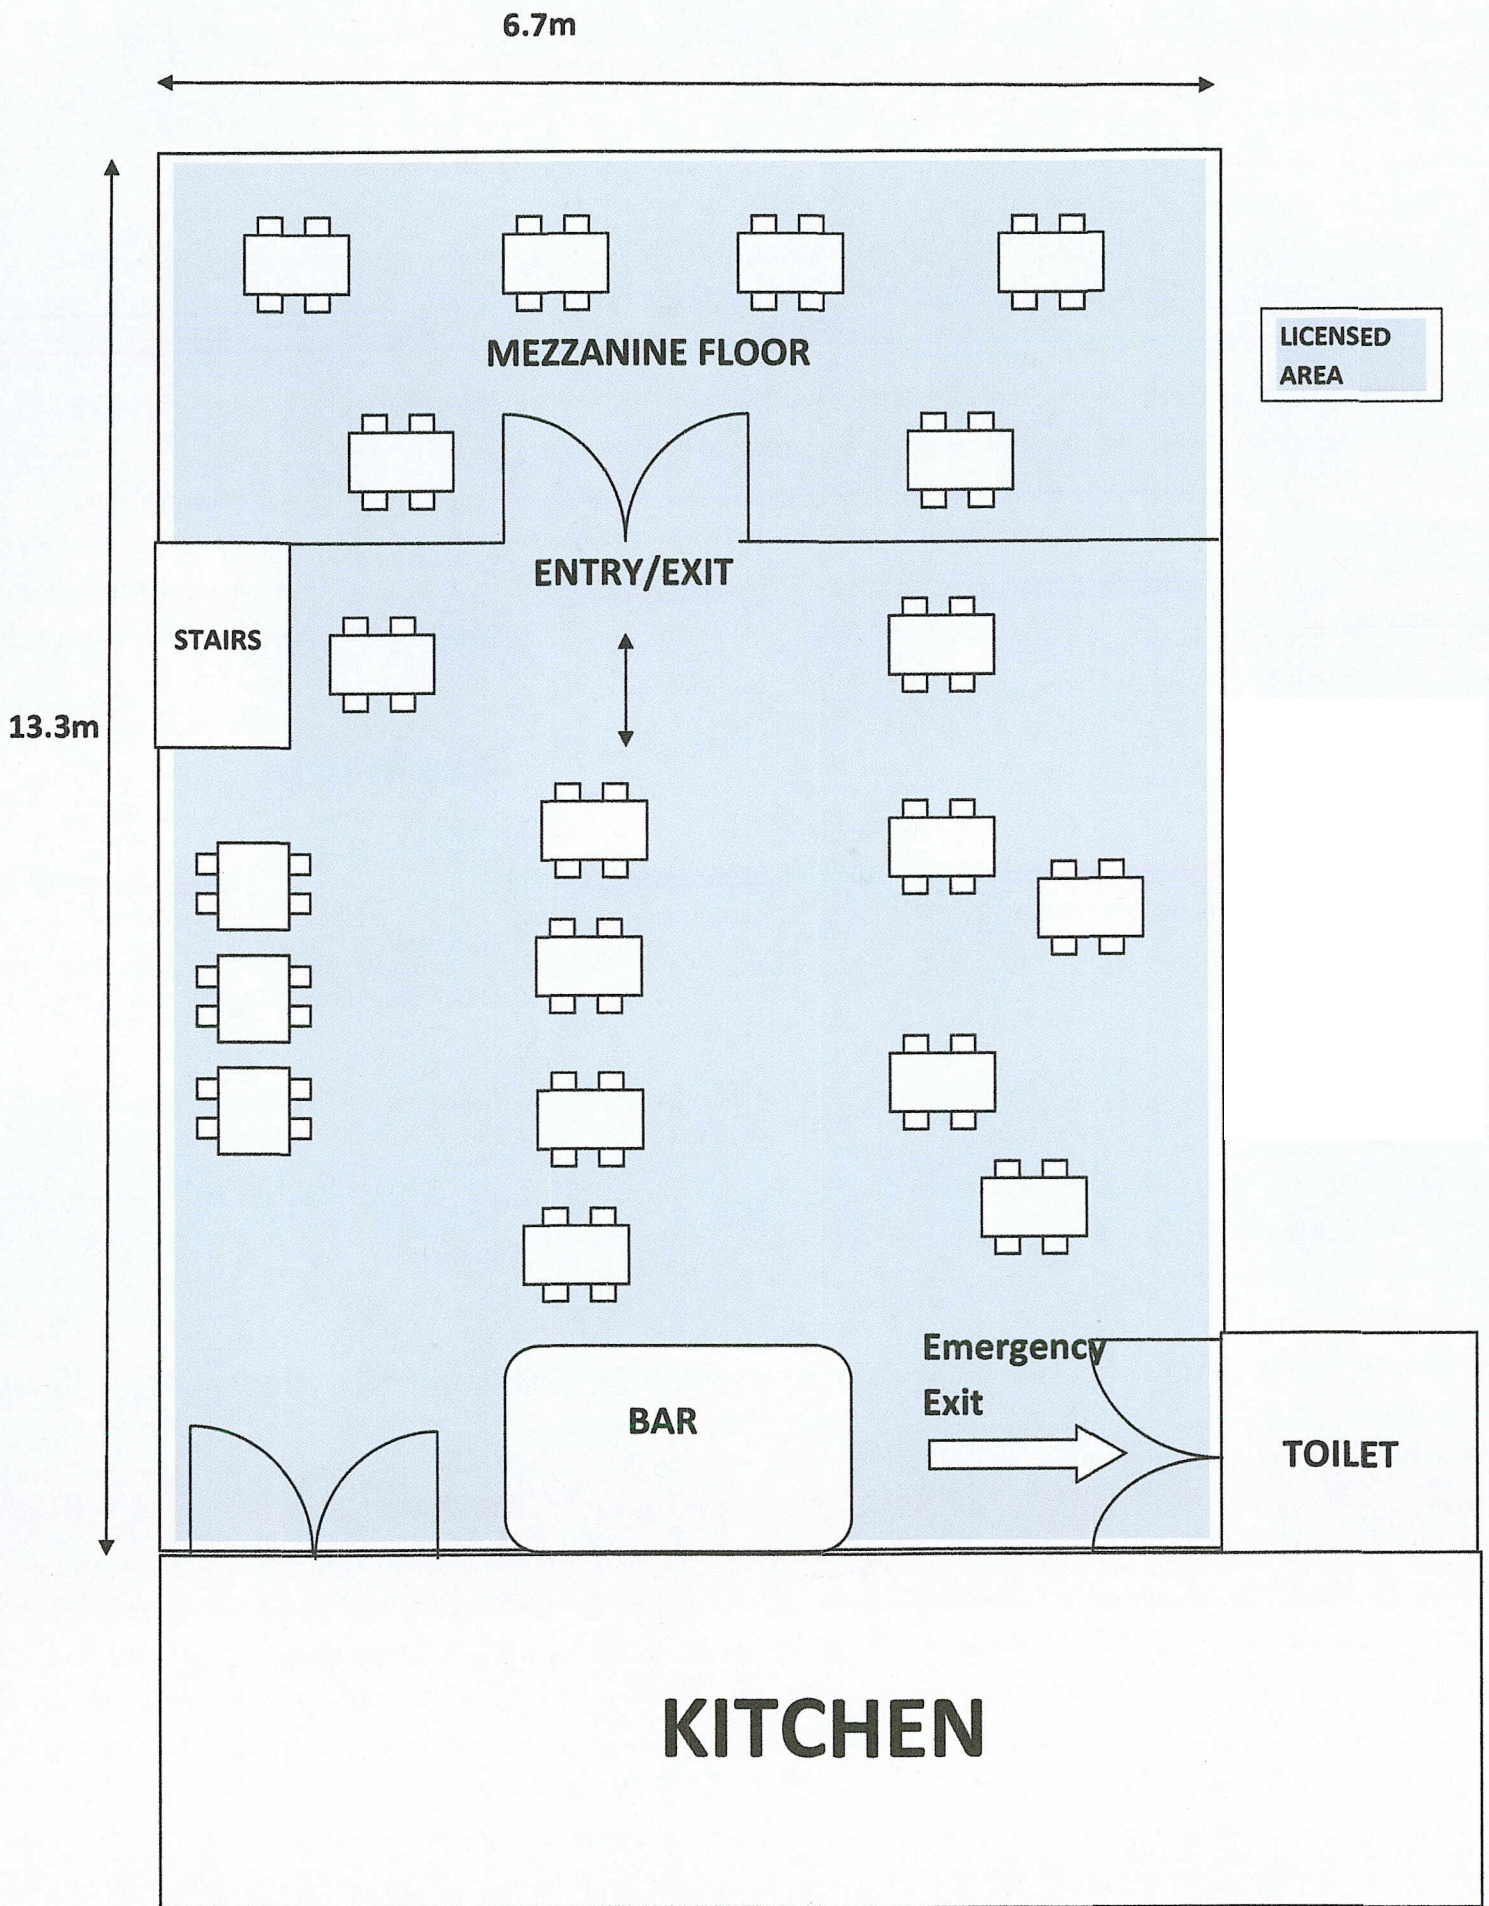 6.7m
MEZZANINE FLOOR
LICENSED
AREA
ENTRY/EXIT
STAIRS
13.3m
Emergency
Exit
BAR
TOILET
KITCHEN